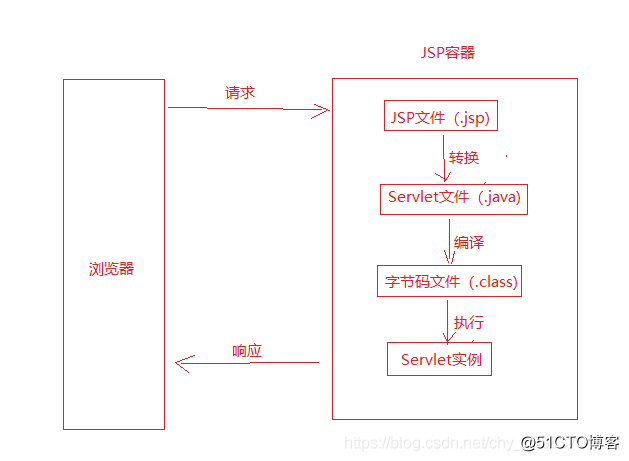 JSP容器
请求
JSP文件（.jsp)
转换
Servlet文件（.java)
编译
浏览器
字节码文件（.class)
执行
响应
Servlet实例
https://blog.csdn.net/chy_
@51CTO博客